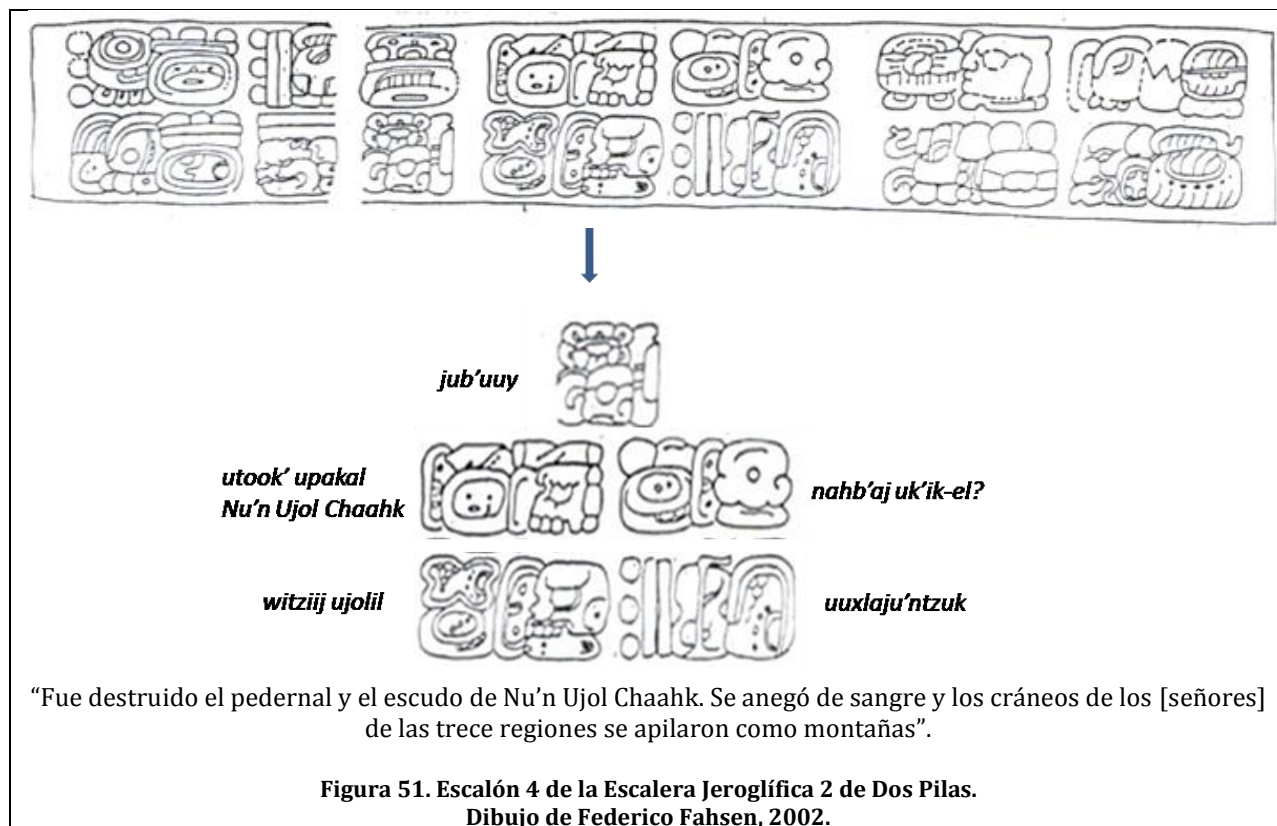 jub’uuy
utook’ upakal
Nu’n Ujol Chaahk
nahb’aj uk’ik-el?
witziij ujolil
uuxlaju’ntzuk
“Fue destruido el pedernal y el escudo de Nu’n Ujol Chaahk. Se anegó de sangre y los cráneos de los [señores]
de las trece regiones se apilaron como montañas”.
Figura 51. Escalón 4 de la Escalera Jeroglífica 2 de Dos Pilas.
Dibujo de Federico Fahsen, 2002.